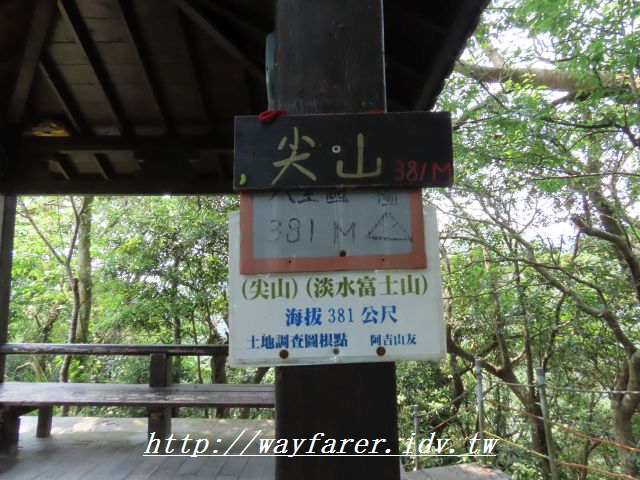 尖山 381M
381 M
(尖山) (淡水富士山)
海拔 381 公尺
土地調查圖根點 阿吉山友
http://wayfarer.idv.tw